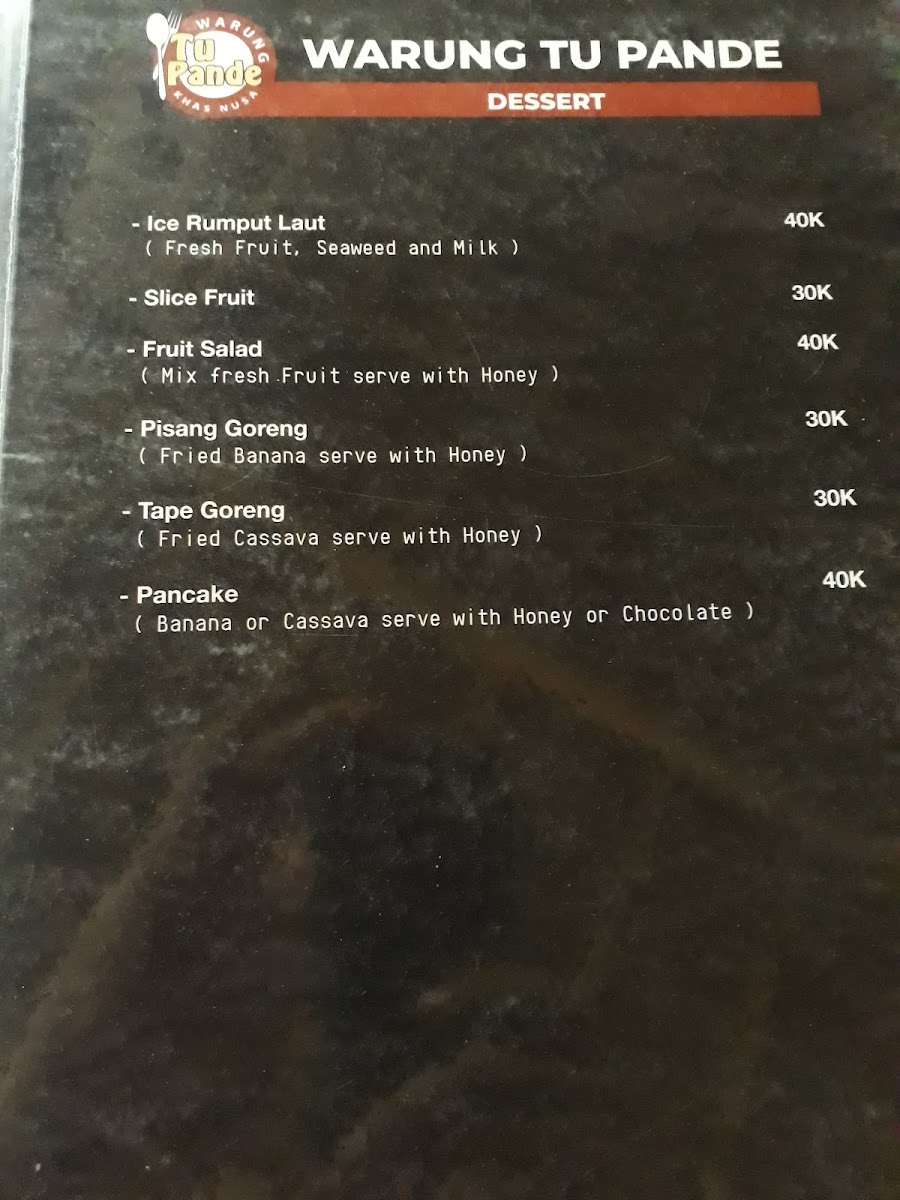 WARUNG
Tu
Pande
KHAS NUSA
WARUNG TU PANDE
DESSERT
- Ice Rumput Laut 40K
( Fresh Fruit, Seaweed and Milk )
- Slice Fruit 30K
- Fruit Salad 40K
( Mix fresh Fruit serve with Honey )
- Pisang Goreng 30K
( Fried Banana serve with Honey )
- Tape Goreng 30K
( Fried Cassava serve with Honey )
- Pancake 40K
( Banana or Cassava serve with Honey or Chocolate )